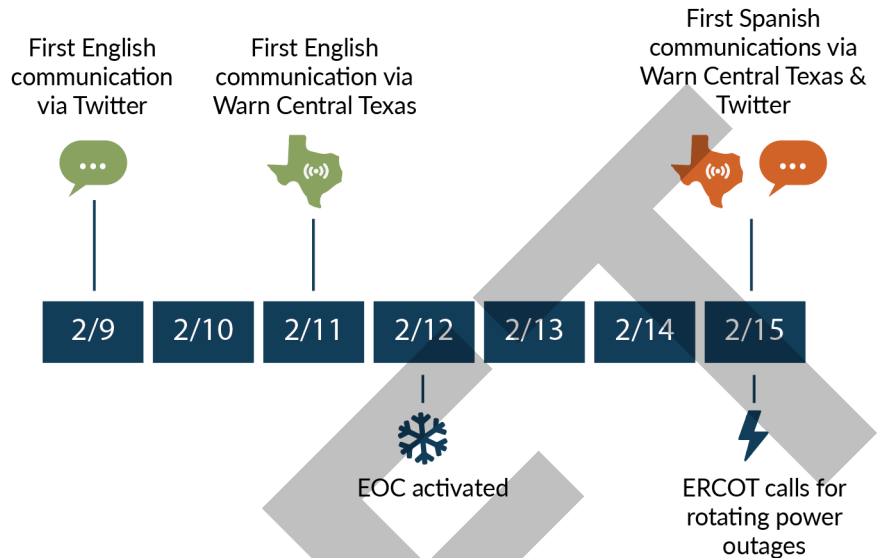 First English
communication
via Twitter
First English
communication via
Warn Central Texas
First Spanish
communications via
Warn Central Texas &
Twitter
2/9
2/10
2/11
2/12
2/13
2/14
2/15
EOC activated
ERCOT calls for
rotating power
outages